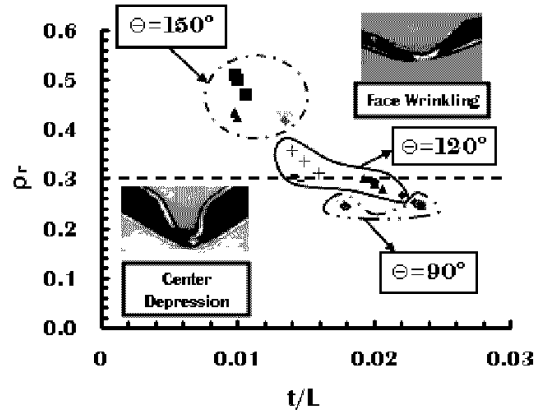 0.6
Θ=150°
0.5
Face Wrinkling
0.4
Θ=120°
0.3
ρr
0.2
Center
Depression
Θ=90°
0.1
0.0
0
0.01
0.02
0.03
t/L